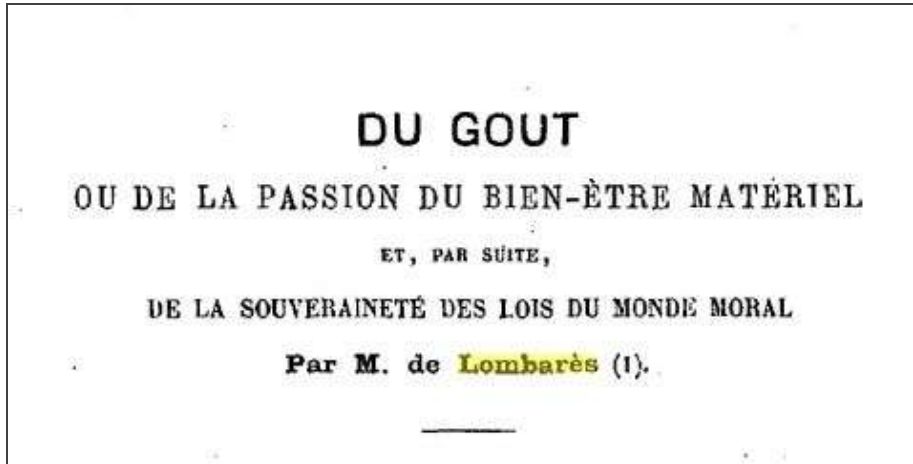 DU GOUT
OU DE LA PASSION DU BIEN-ÈTRE MATÉRIEL
ET, PAR SUITE,
DE LA SOUVERAINETÉ DES LOIS DU MONDE MORAL
Par M. de Lombarès (1).